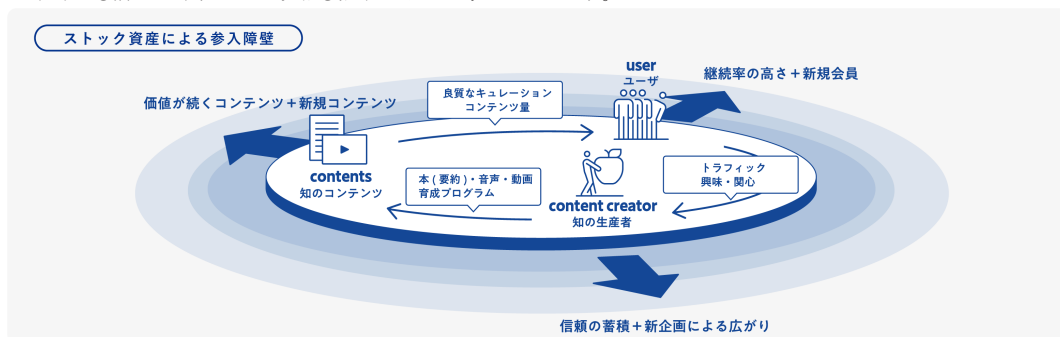 ストック資産による参入障壁
user
ユーザ
継続率の高さ＋新規会員
価値が続くコンテンツ＋新規コンテンツ
良質なキュレーション
コンテンツ量
contents
知のコンテンツ
本(要約)・音声・動画
育成プログラム
トラフィック
興味・関心
content creator
知の生産者
信頼の蓄積＋新企画による広がり